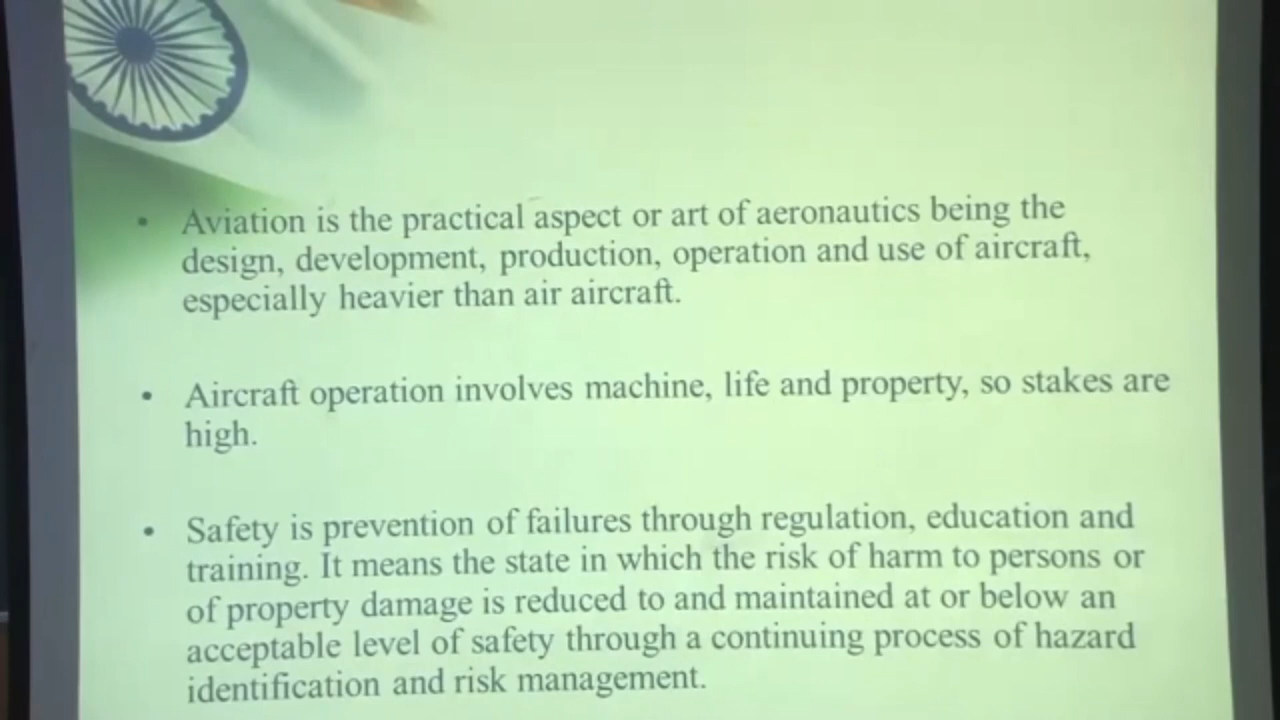 • Aviation is the practical aspect or art of aeronautics being the
design, development, production, operation and use of aircraft,
especially heavier than air aircraft.
• Aircraft operation involves machine, life and property, so stakes are
high.
• Safety is prevention of failures through regulation, education and
training. It means the state in which the risk of harm to persons or
of property damage is reduced to and maintained at or below an
acceptable level of safety through a continuing process of hazard
identification and risk management.